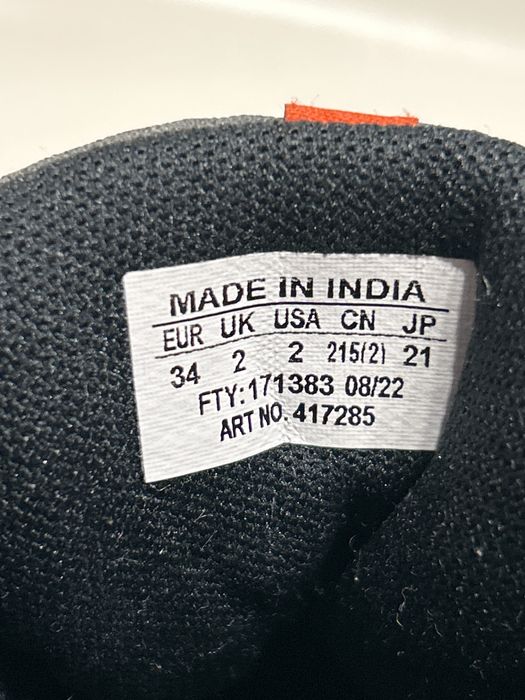 MADE IN INDIA
EUR UK USA CN JP
34 2 2 215(2) 21
FTY:171383 08/22
ART NO. 417285